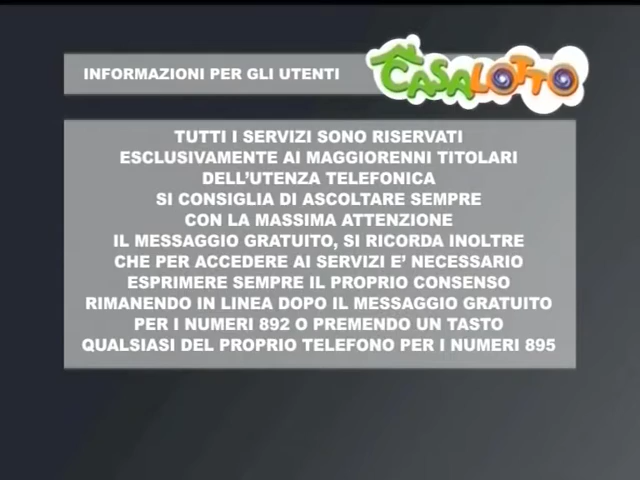 INFORMAZIONI PER GLI UTENTI
CASALOTTO
TUTTI I SERVIZI SONO RISERVATI
ESCLUSIVAMENTE AI MAGGIORENNI TITOLARI
DELL'UTENZA TELEFONICA
SI CONSIGLIA DI ASCOLTARE SEMPRE
CON LA MASSIMA ATTENZIONE
IL MESSAGGIO GRATUITO, SI RICORDA INOLTRE
CHE PER ACCEDERE AI SERVIZI E' NECESSARIO
ESPRIMERE SEMPRE IL PROPRIO CONSENSO
RIMANENDO IN LINEA DOPO IL MESSAGGIO GRATUITO
PER I NUMERI 892 O PREMENDO UN TASTO
QUALSIASI DEL PROPRIO TELEFONO PER I NUMERI 895